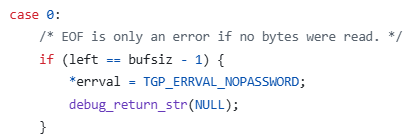 case 0:
/* EOF is only an error if no bytes were read. */
if (left == bufsiz - 1) {
*errval = TGP_ERRVAL_NOPASSWORD;
debug_return_str(NULL);
}